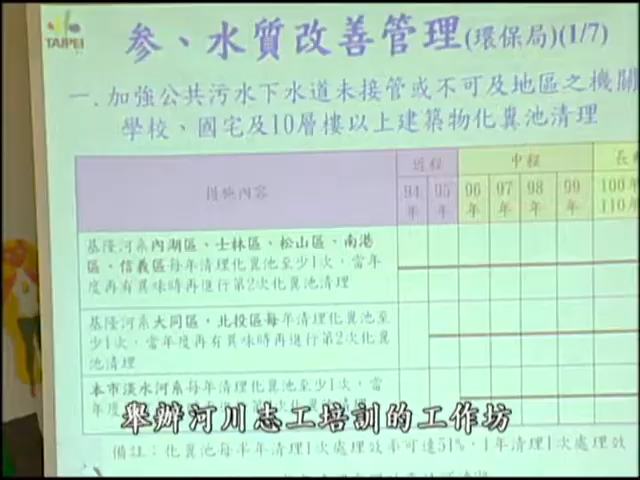 TAIPEI
參、水質改善管理(環保局)(1/7)
一.加強公共污水下水道未接管或不可及地區之機關
學校、國宅及10層樓以上建築物化糞池清理
措施內容
近程
中程
94年
95年
96年
97年
98年
99年
100年
110年
基隆河系內湖區、士林區、松山區、南港
區、信義區每年清理化糞池至少1次，當年
度再有異味時再進行第2次化糞池清理
基隆河系大同區，北投區每年清理化糞池至
少1次，當年度再有異味時再進行第2次化糞
池清理
本市淡水河系每年清理化糞池至少1次，當
舉辦河川志工培訓的工作坊
備註：化糞池每半年清理1次處理效率可達51%，1年清理1次處理效